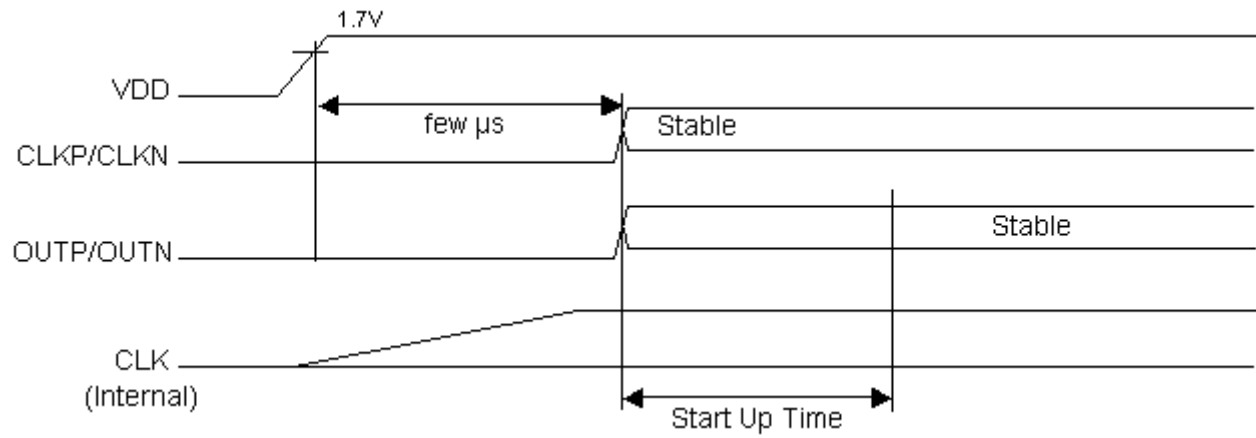 1.7V
VDD
few µs
Stable
CLKP/CLKN
Stable
OUTP/OUTN
CLK
(Internal)
Start Up Time